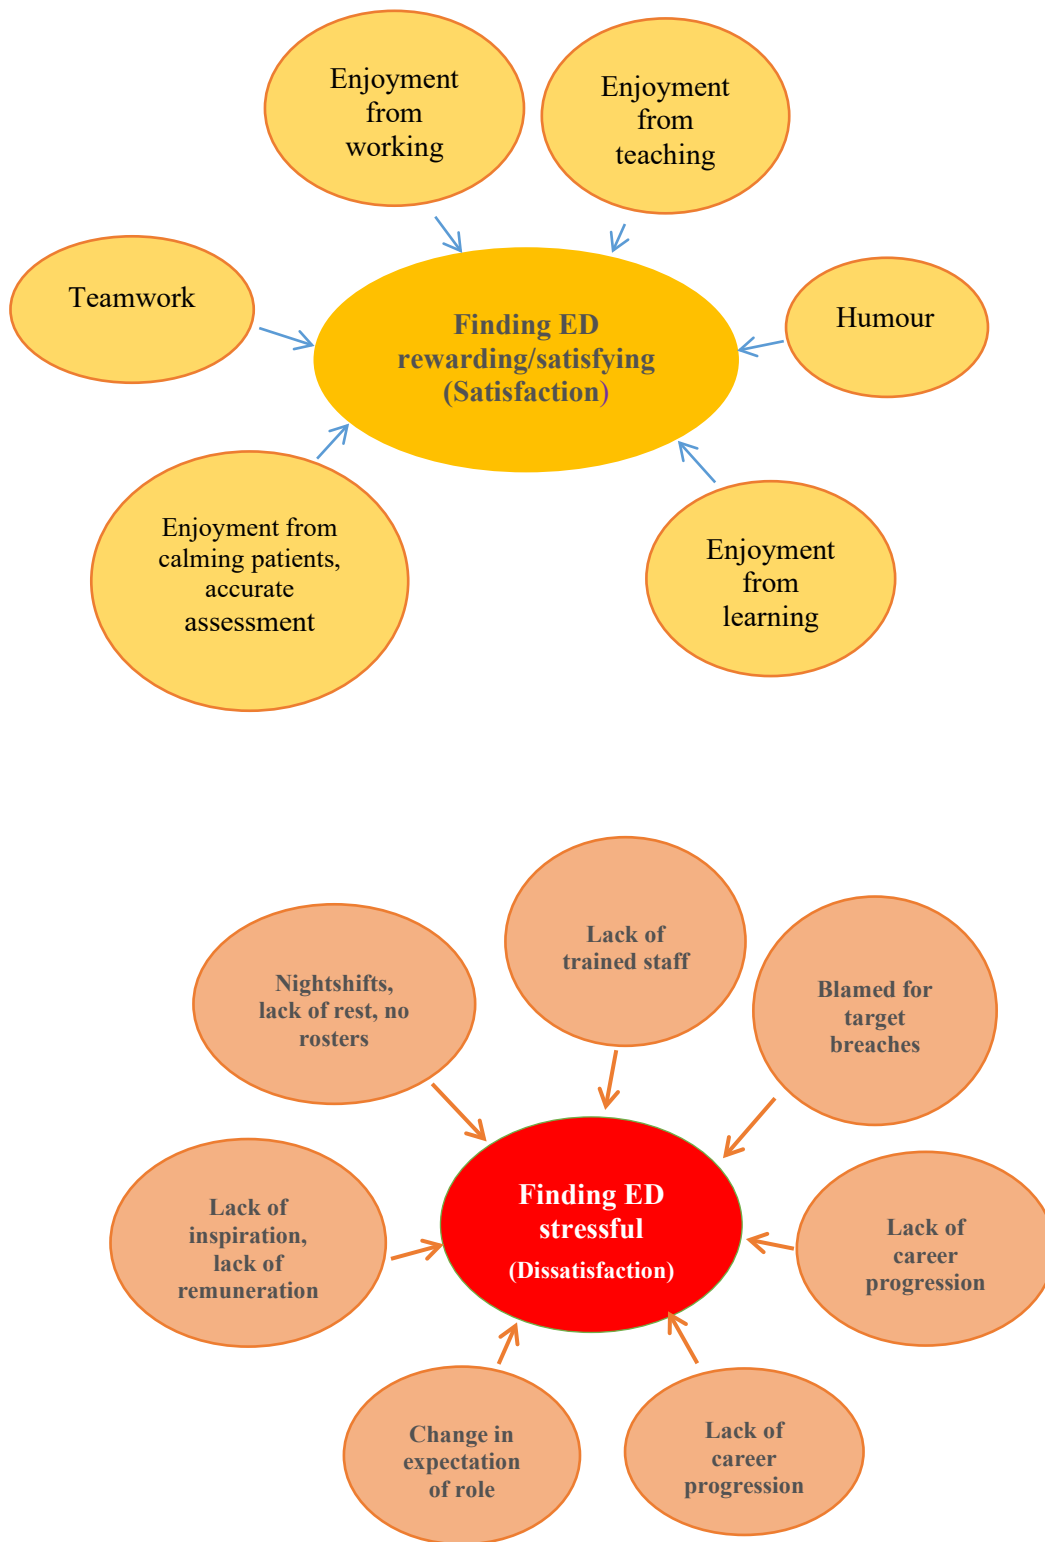 Enjoyment
from
working
Enjoyment
from
teaching
Teamwork
Humour
Finding ED
rewarding/satisfying
(Satisfaction)
Enjoyment from
calming patients,
accurate
assessment
Enjoyment
from
learning
Lack of
trained staff
Nightshifts,
lack of rest, no
rosters
Blamed for
target
breaches
Finding ED
stressful
(Dissatisfaction)
Lack of
inspiration,
lack of
remuneration
Lack of
career
progression
Change in
expectation
of role
Lack of
career
progression